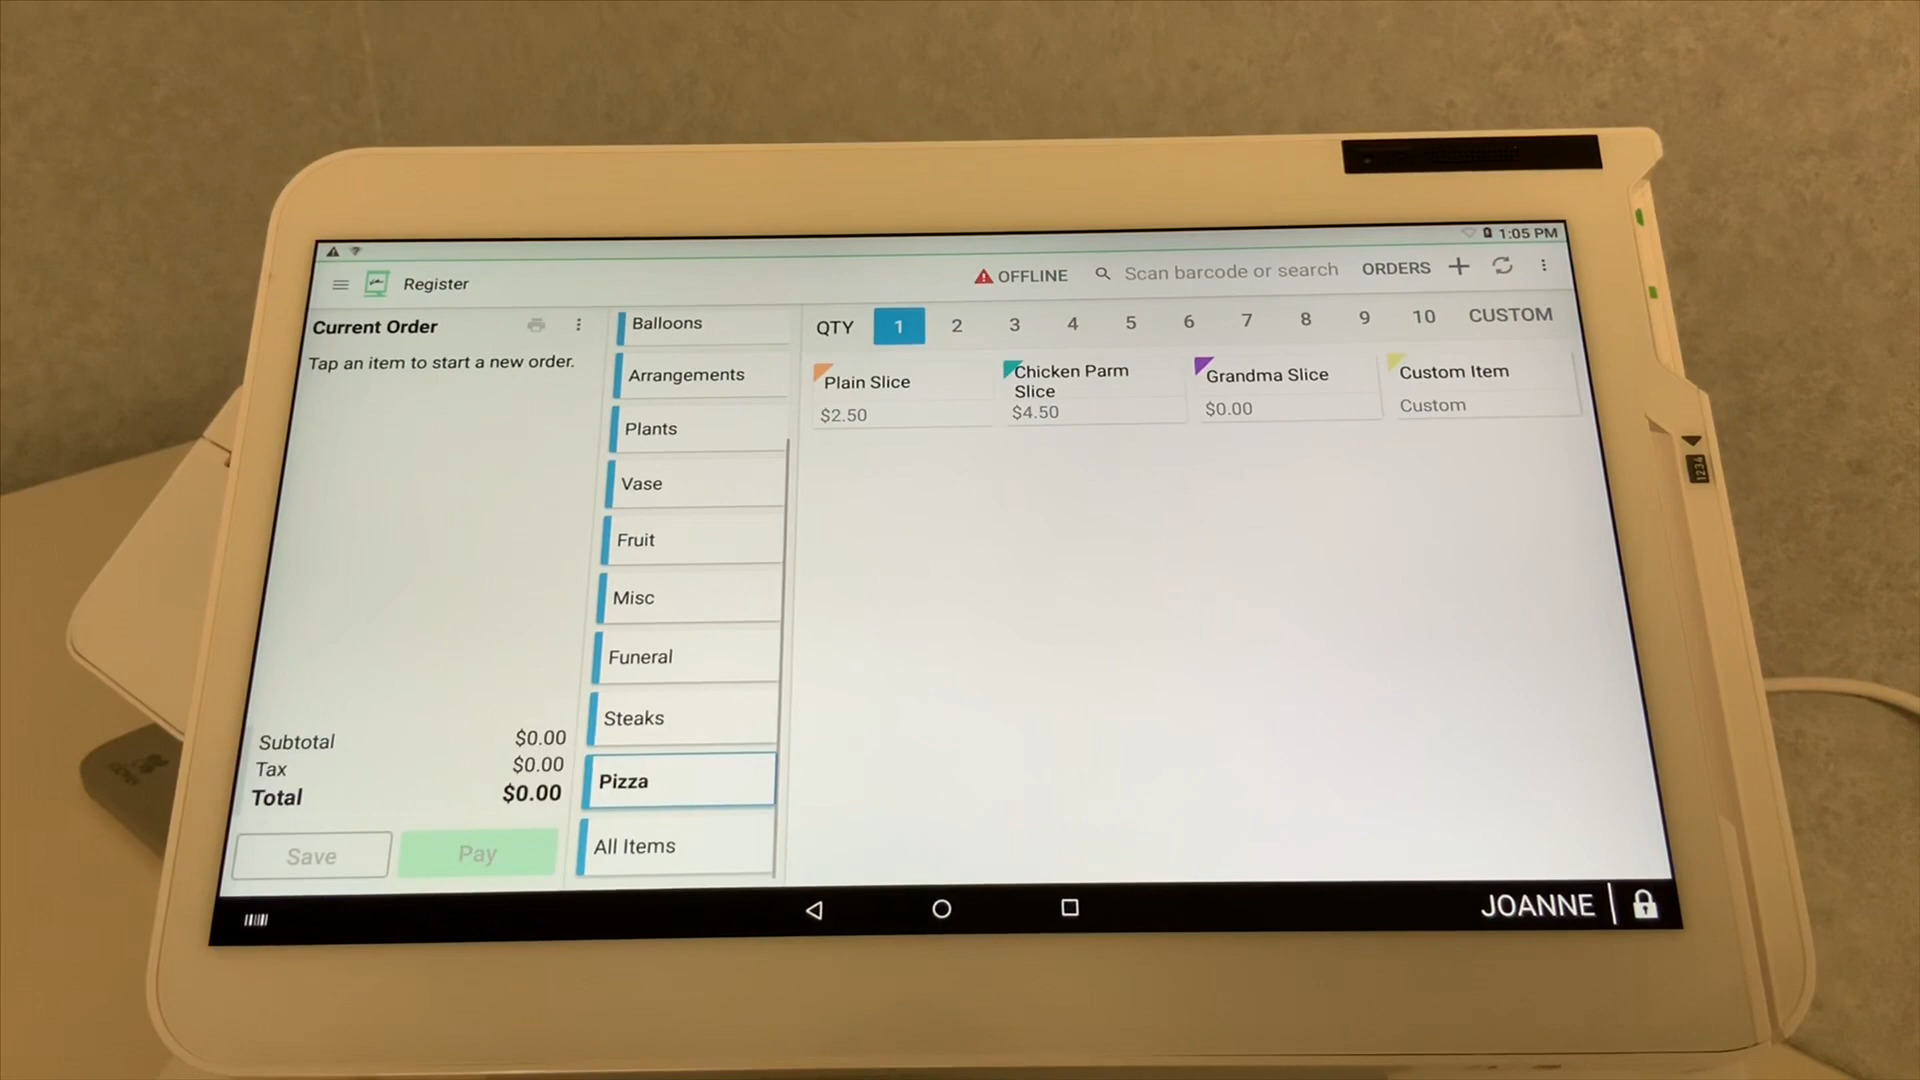 1:05 PM
Register
OFFLINE
Scan barcode or search
ORDERS
Current Order
Tap an item to start a new order.
Subtotal $0.00
Tax $0.00
Total $0.00
Save
Pay
Balloons
Arrangements
Plants
Vase
Fruit
Misc
Funeral
Steaks
Pizza
All Items
QTY 1 2 3 4 5 6 7 8 9 10 CUSTOM
Plain Slice
$2.50
Chicken Parm
Slice
$4.50
Grandma Slice
$0.00
Custom Item
Custom
JOANNE
1234